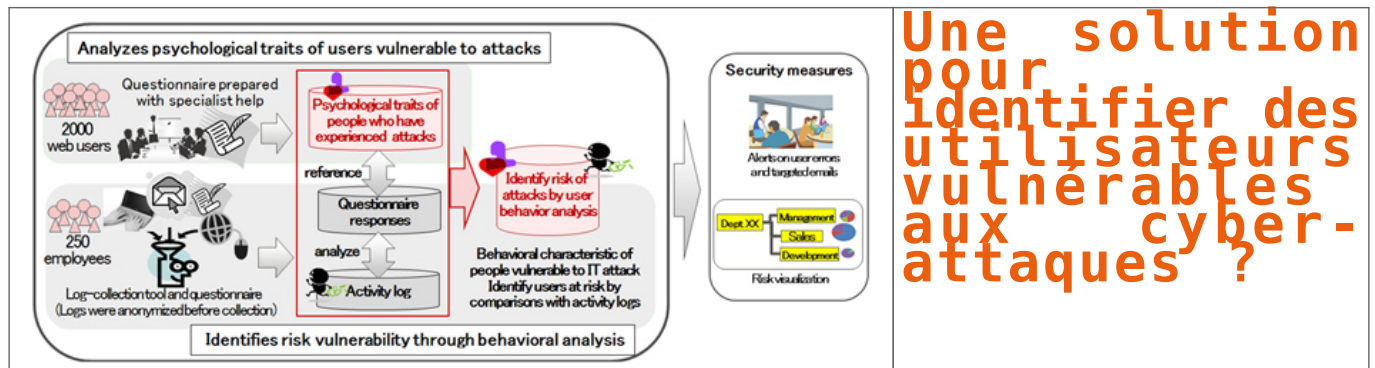 Analyzes psychological traits of users vulnerable to attacks
Questionnaire prepared
with specialist help
2000
web users
Psychological traits of
people who have
experienced attacks
reference
Questionnaire
responses
250
employees
analyze
Activity log
Log-collection tool and questionnaire
(Logs were anonymized before collection)
Identify risk of
attacks by user
behavior analysis
Behavioral characteristic of
people vulnerable to IT attack
Identify users at risk by
comparisons with activity logs
Identifies risk vulnerability through behavioral analysis
Security measures
Alerts on user errors
and targeted emails
Dept XX
Management
Sales
Development
Risk visualization
Une solution
pour
identifier des
utilisateurs
vulnérables
aux cyber-
attaques ?